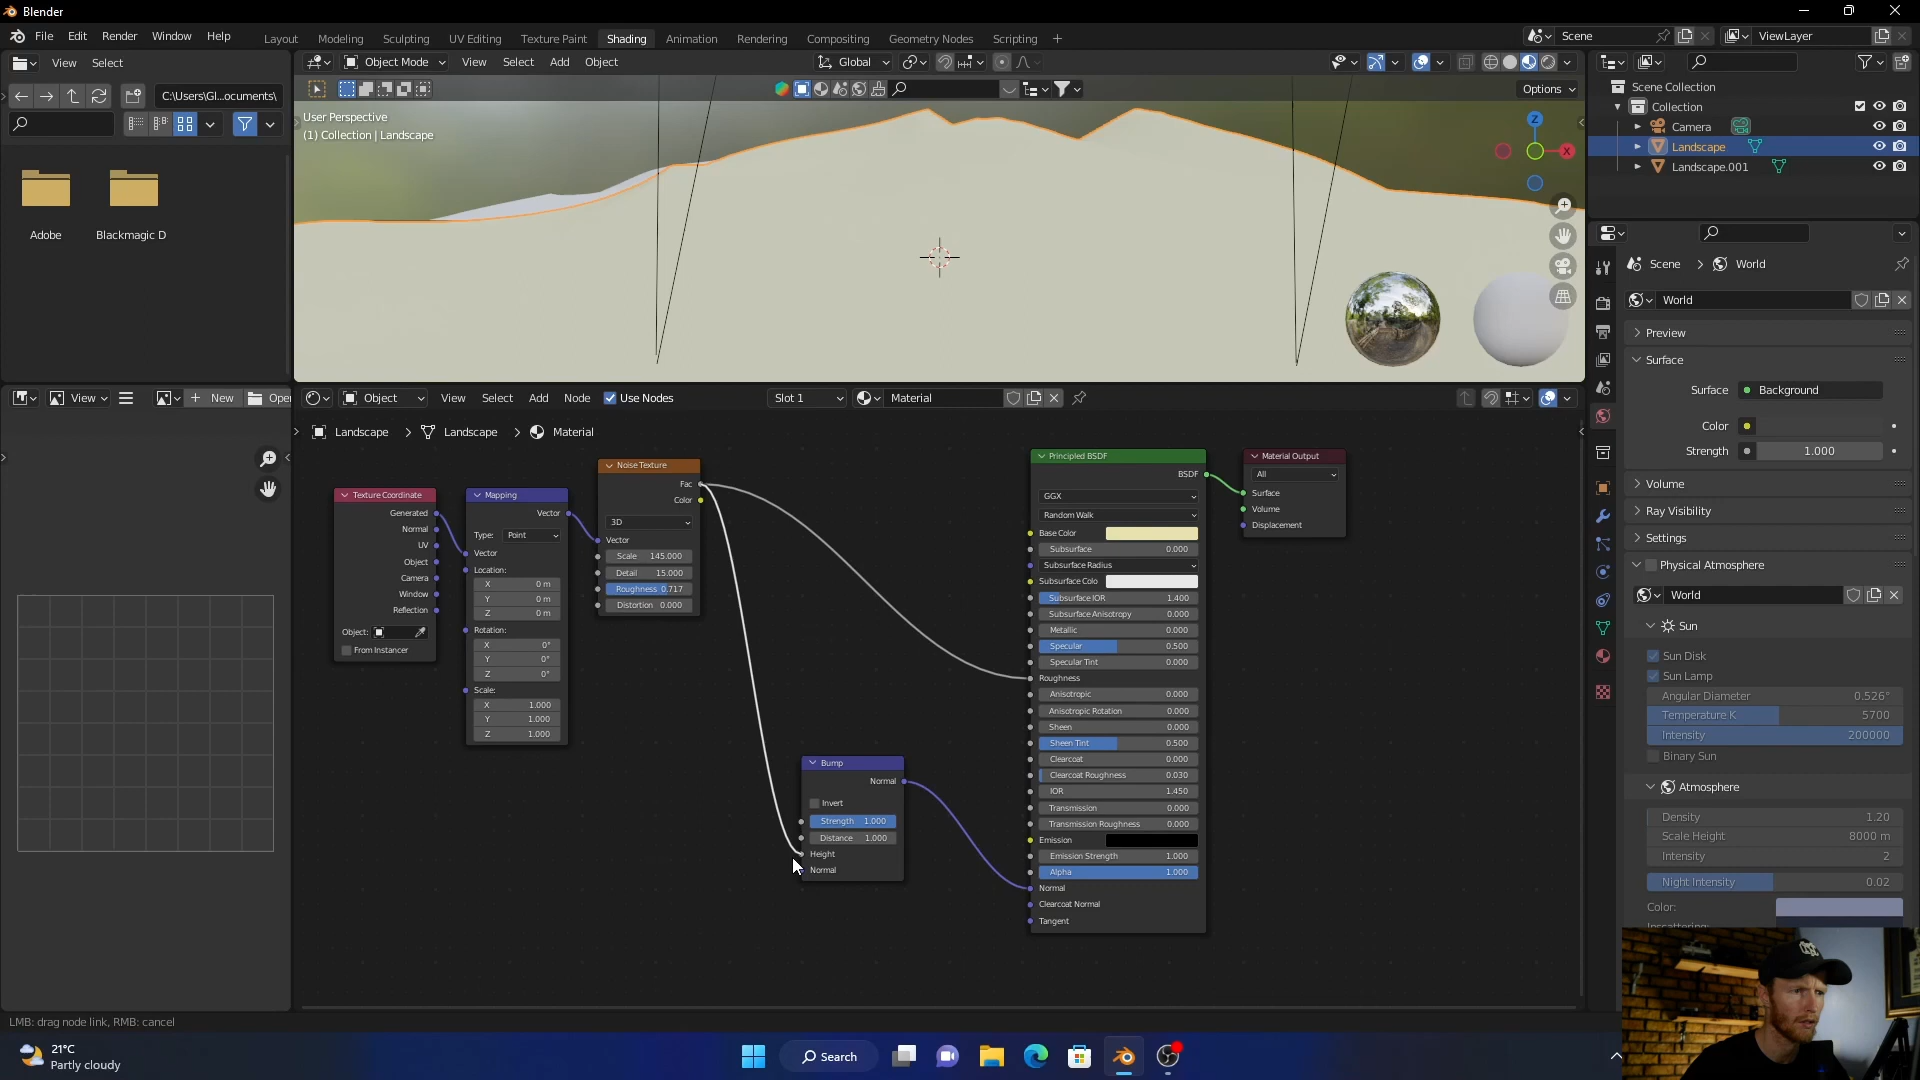 Blender
File Edit Render Window Help
Layout Modeling Sculpting UV Editing Texture Paint Shading Animation Rendering Compositing Geometry Nodes Scripting +
Scene
ViewLayer
View Select
Object Mode View Select Add Object
Global
C:\Users\Gl...ocuments\
Options
Adobe
Blackmagic D
User Perspective
(1) Collection | Landscape
Z
X
Scene Collection
Collection
Camera
Landscape
Landscape.001
Scene > World
World
Preview
Surface
Surface Background
Color
Strength 1.000
Volume
Ray Visibility
Settings
Physical Atmosphere
World
Sun
Sun Disk
Sun Lamp
Angular Diameter 0.526°
Temperature K 5700
Intensity 200000
Binary Sun
Atmosphere
Density 1.20
Scale Height 8000 m
Intensity 2
Night Intensity 0.02
Color:
View
+ New
Open
Object View Select Add Node Use Nodes Slot 1 Material
Landscape > Landscape > Material
Texture Coordinate
Generated
Normal
UV
Object
Camera
Window
Reflection
Object:
From Instancer
Mapping
Vector
Type: Point
Vector
Location:
X 0 m
Y 0 m
Z 0 m
Rotation:
X 0°
Y 0°
Z 0°
Scale:
X 1.000
Y 1.000
Z 1.000
Noise Texture
Fac
Color
3D
Vector
Scale 145.000
Detail 15.000
Roughness 0.717
Distortion 0.000
Bump
Normal
Invert
Strength 1.000
Distance 1.000
Height
Normal
Principled BSDF
BSDF
GGX
Random Walk
Base Color
Subsurface 0.000
Subsurface Radius
Subsurface Colo
Subsurface IOR 1.400
Subsurface Anisotropy 0.000
Metallic 0.000
Specular 0.500
Specular Tint 0.000
Roughness
Anisotropic 0.000
Anisotropic Rotation 0.000
Sheen 0.000
Sheen Tint 0.500
Clearcoat 0.000
Clearcoat Roughness 0.030
IOR 1.450
Transmission 0.000
Transmission Roughness 0.000
Emission
Emission Strength 1.000
Alpha 1.000
Normal
Clearcoat Normal
Tangent
Material Output
All
Surface
Volume
Displacement
LMB: drag node link, RMB: cancel
21°C
Partly cloudy
Search